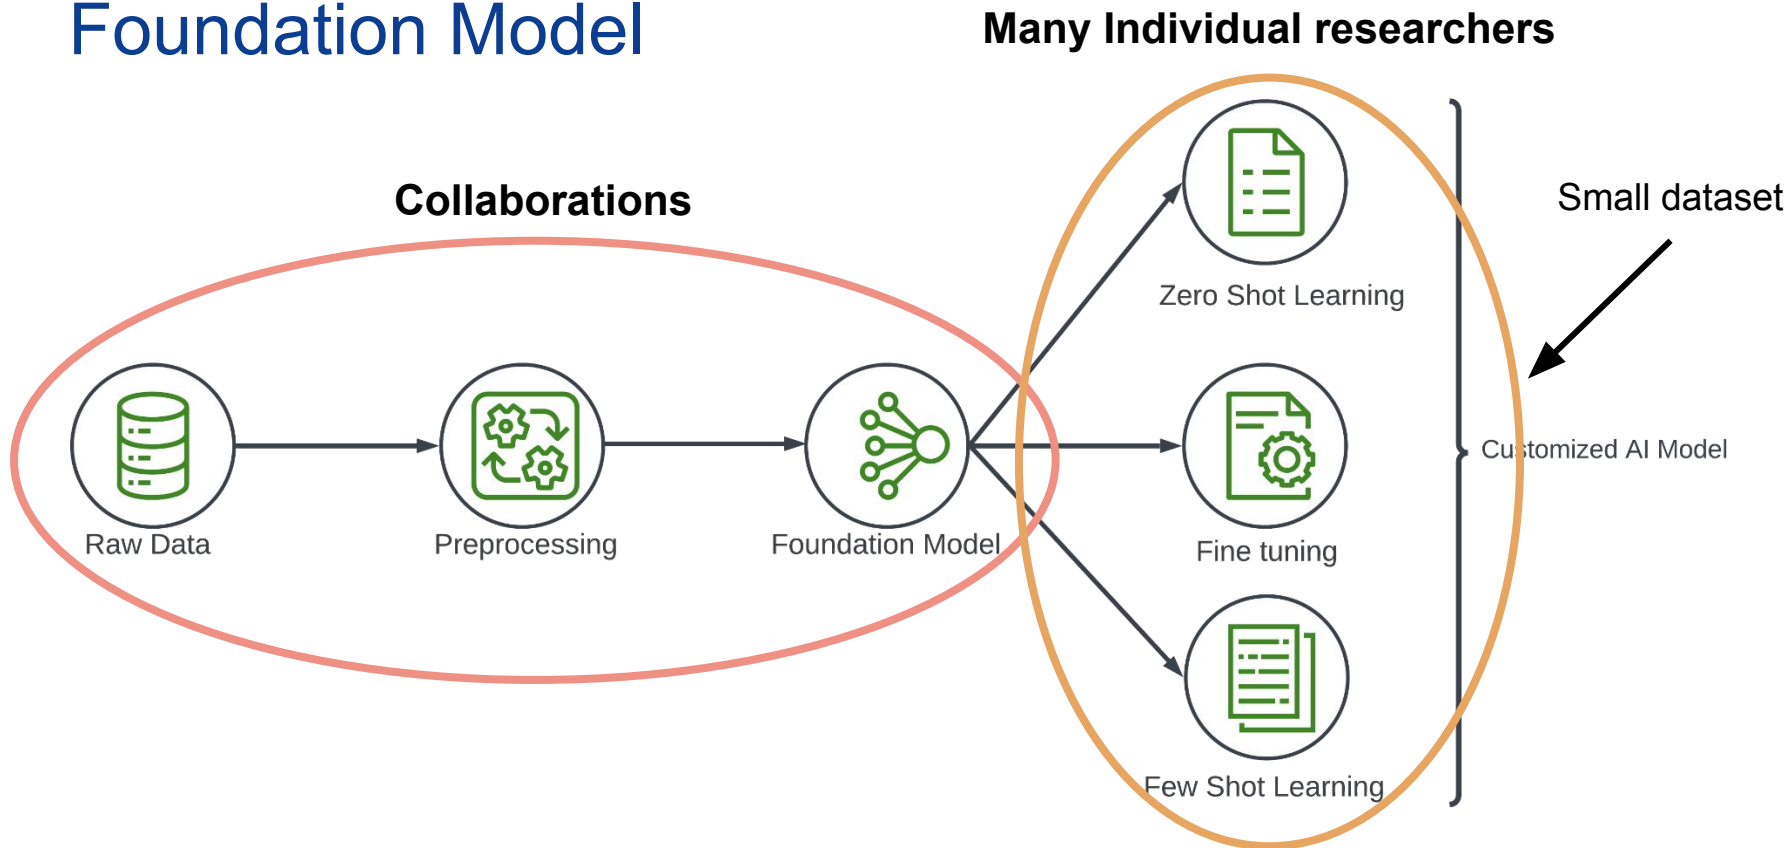 Foundation Model
Many Individual researchers
Collaborations
Small dataset
Zero Shot Learning
Customized AI Model
Raw Data
Preprocessing
Foundation Model
Fine tuning
Few Shot Learning